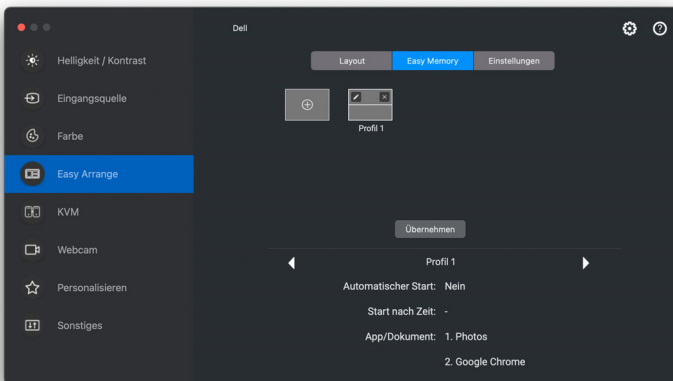 Dell
Helligkeit / Kontrast
Eingangsquelle
Farbe
Easy Arrange
KVM
Webcam
Personalisieren
Sonstiges
Layout Easy Memory Einstellungen
Profil 1
Übernehmen
Profil 1
Automatischer Start: Nein
Start nach Zeit: -
App/Dokument: 1. Photos
2. Google Chrome